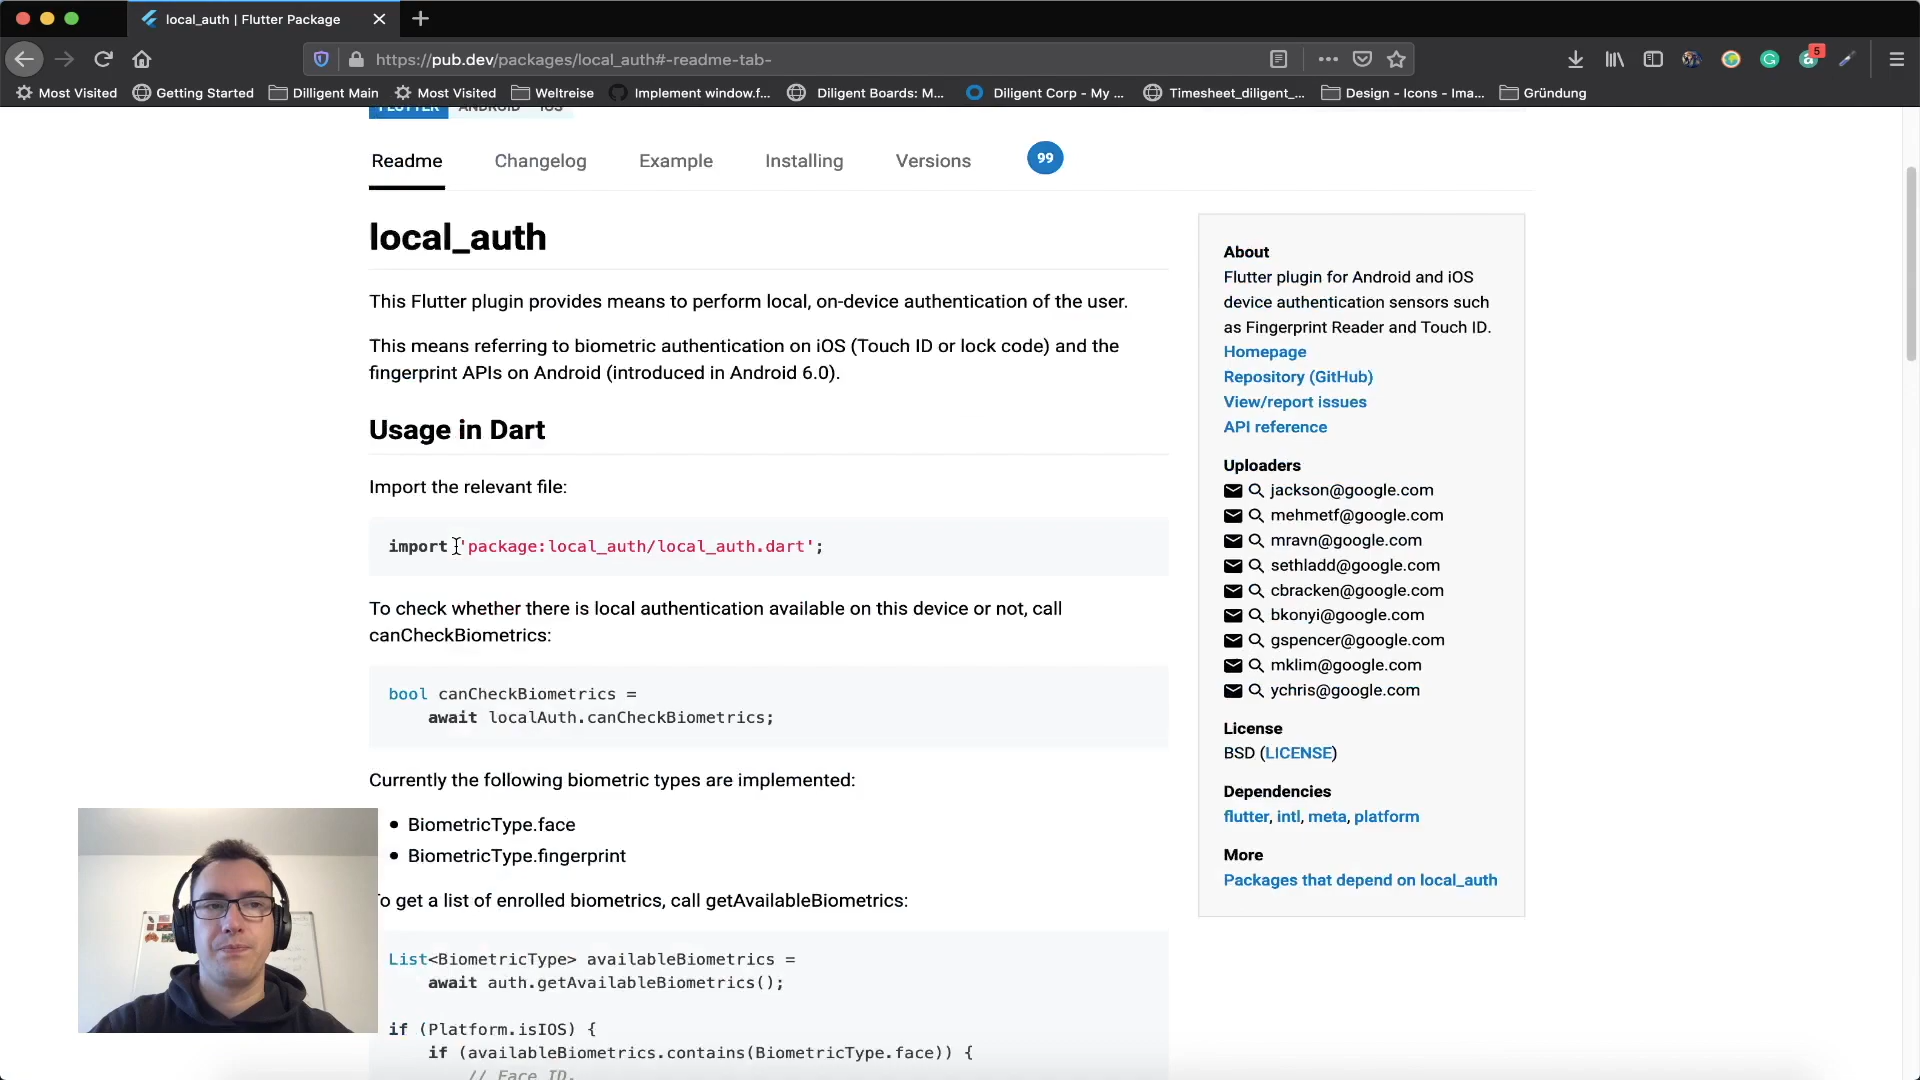 local_auth | Flutter Package
https://pub.dev/packages/local_auth#-readme-tab-
5
Most Visited
Getting Started
Dilligent Main
Most Visited
Weltreise
Implement window.f...
Diligent Boards: M...
Diligent Corp - My ...
Timesheet_diligent_...
Design - Icons - Ima...
Gründung
FLUTTER ANDROID IOS
Readme
Changelog
Example
Installing
Versions
99
local_auth
This Flutter plugin provides means to perform local, on-device authentication of the user.
This means referring to biometric authentication on iOS (Touch ID or lock code) and the
fingerprint APIs on Android (introduced in Android 6.0).
Usage in Dart
Import the relevant file:
import 'package:local_auth/local_auth.dart';
To check whether there is local authentication available on this device or not, call
canCheckBiometrics:
bool canCheckBiometrics =
await localAuth.canCheckBiometrics;
Currently the following biometric types are implemented:
BiometricType.face
BiometricType.fingerprint
To get a list of enrolled biometrics, call getAvailableBiometrics:
List<BiometricType> availableBiometrics =
await auth.getAvailableBiometrics();
if (Platform.isIOS) {
if (availableBiometrics.contains(BiometricType.face)) {
// Face ID.
About
Flutter plugin for Android and iOS
device authentication sensors such
as Fingerprint Reader and Touch ID.
Homepage
Repository (GitHub)
View/report issues
API reference
Uploaders
jackson@google.com
mehmetf@google.com
mravn@google.com
sethladd@google.com
cbracken@google.com
bkonyi@google.com
gspencer@google.com
mklim@google.com
ychris@google.com
License
BSD (LICENSE)
Dependencies
flutter, intl, meta, platform
More
Packages that depend on local_auth